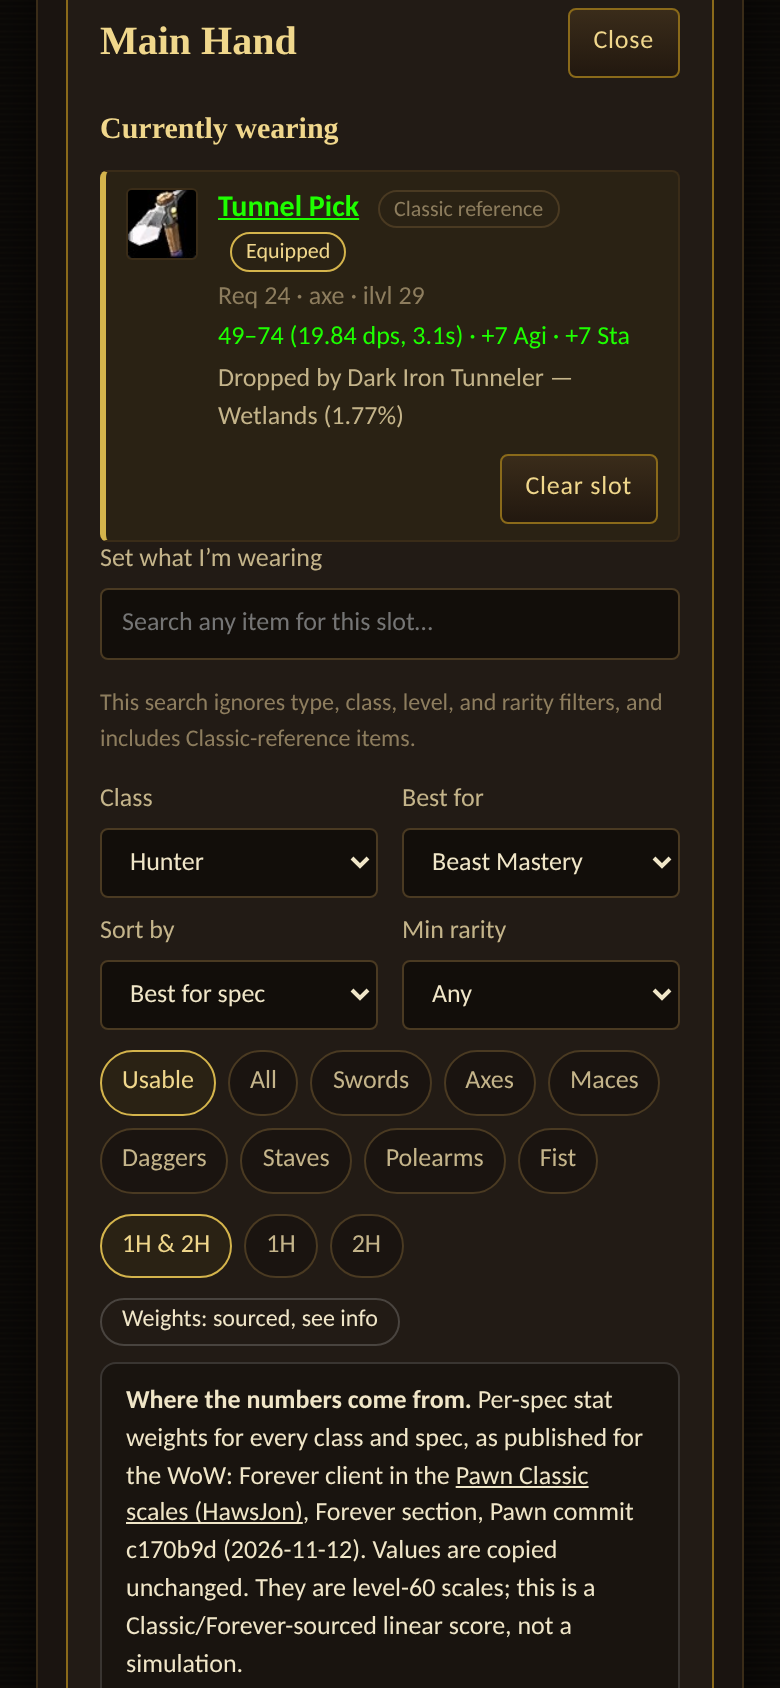 Main Hand
Close
Currently wearing
Tunnel Pick
Classic reference
Equipped
Req 24 · axe · ilvl 29
49–74 (19.84 dps, 3.1s) · +7 Agi · +7 Sta
Dropped by Dark Iron Tunneler —
Wetlands (1.77%)
Clear slot
Set what I’m wearing
Search any item for this slot…
This search ignores type, class, level, and rarity filters, and
includes Classic-reference items.
Class
Best for
Hunter
Beast Mastery
Sort by
Min rarity
Best for spec
Any
Usable
All
Swords
Axes
Maces
Daggers
Staves
Polearms
Fist
1H & 2H
1H
2H
Weights: sourced, see info
Where the numbers come from. Per-spec stat
weights for every class and spec, as published for
the WoW: Forever client in the Pawn Classic
scales (HawsJon), Forever section, Pawn commit
c170b9d (2026-11-12). Values are copied
unchanged. They are level-60 scales; this is a
Classic/Forever-sourced linear score, not a
simulation.